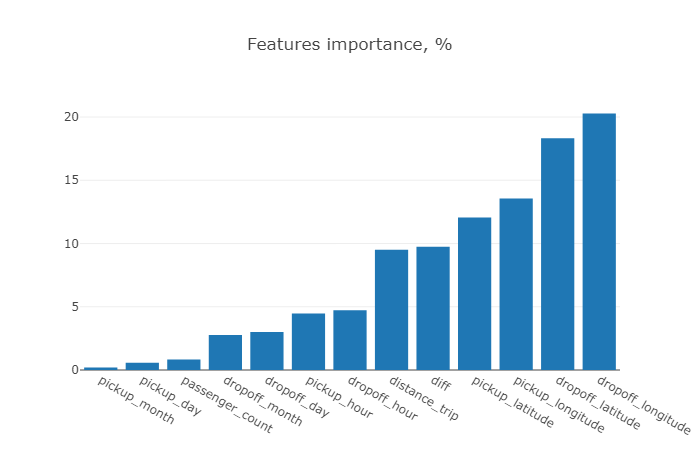 Features importance, %
20
15
10
5
0
pickup_month
pickup_day
passenger_count
dropoff_month
dropoff_day
pickup_hour
dropoff_hour
distance_trip
diff
pickup_latitude
pickup_longitude
dropoff_latitude
dropoff_longitude